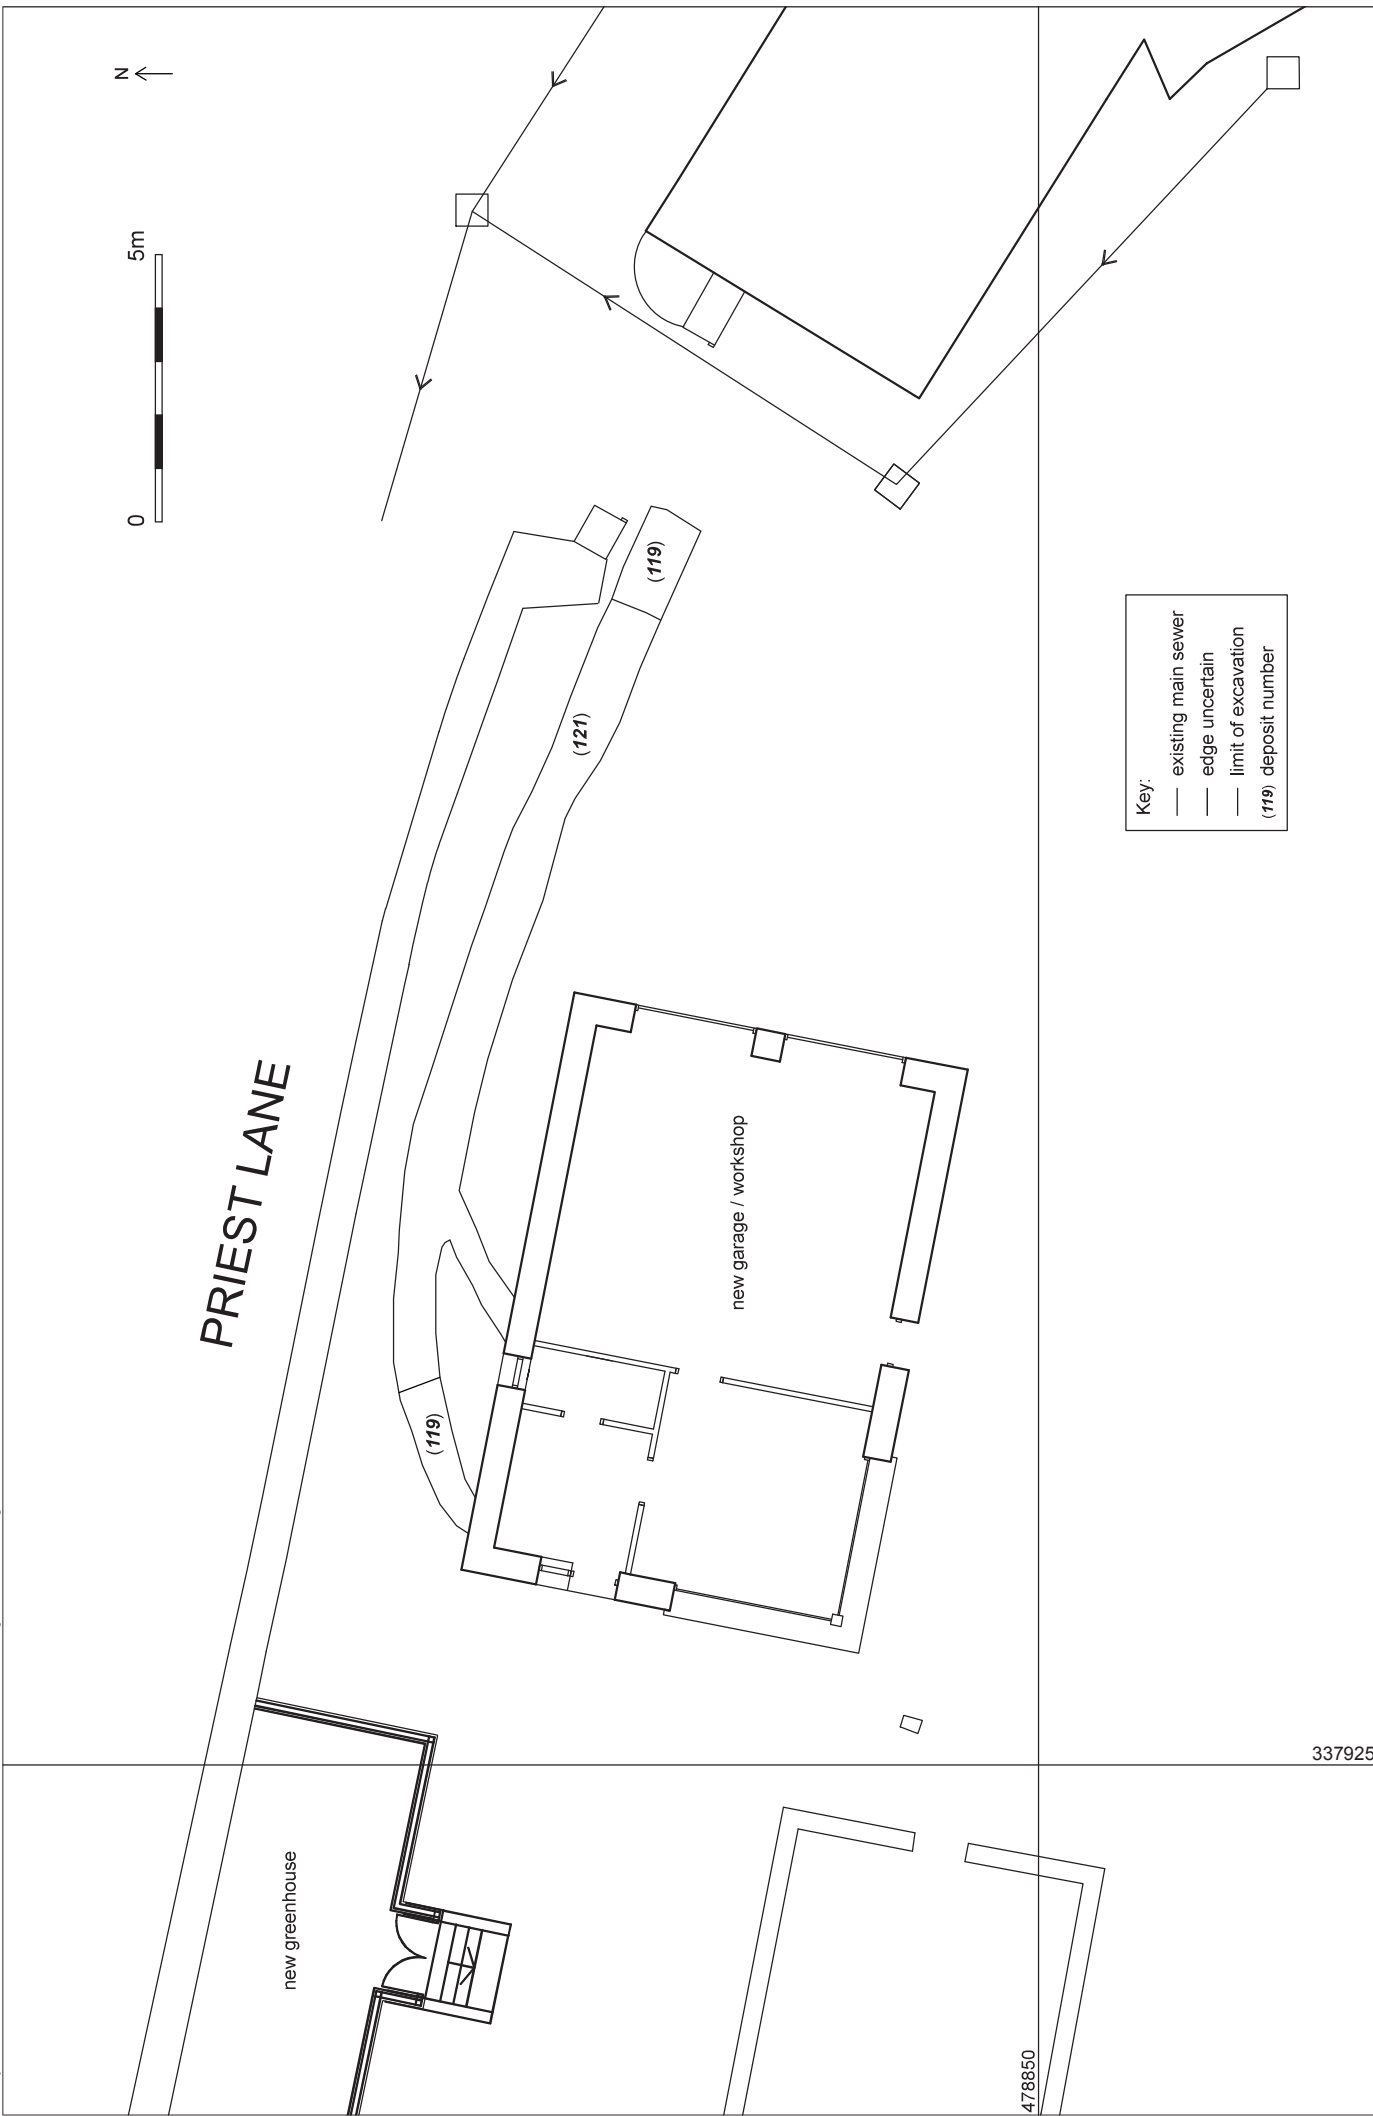 N
0
5m
PRIEST LANE
(119)
(121)
(119)
new garage / workshop
new greenhouse
Key:
existing main sewer
edge uncertain
limit of excavation
(119) deposit number
478850
337925